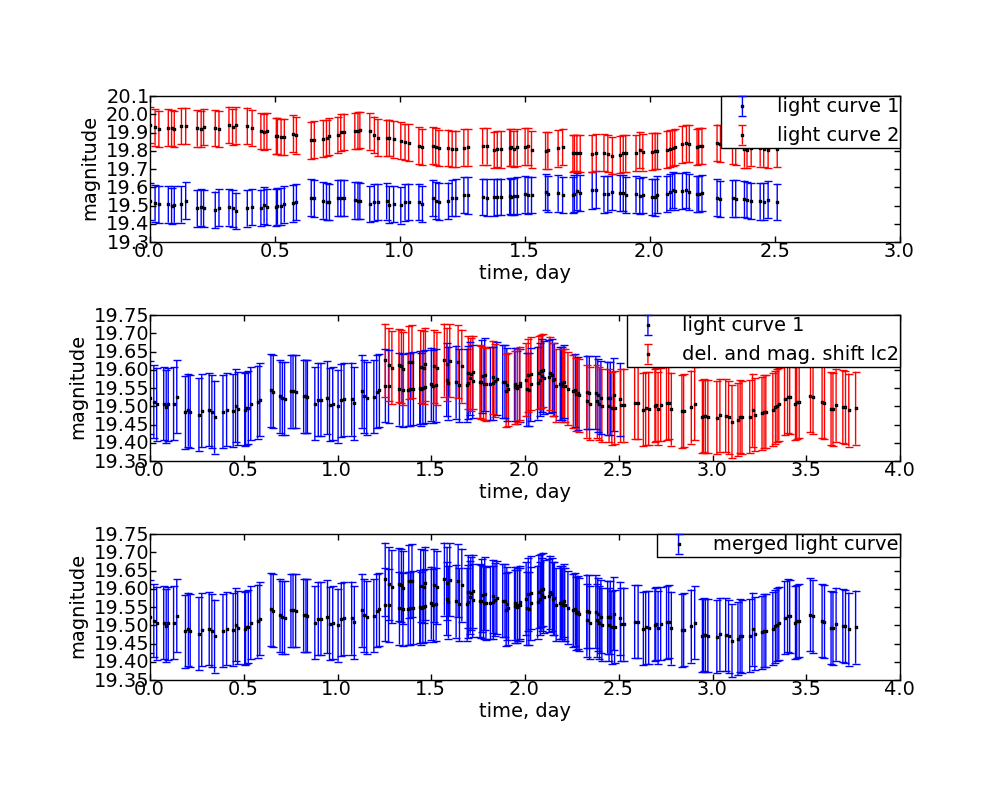 20.1
20.0
19.9
19.8
19.7
19.6
19.5
19.4
19.3
magnitude
light curve 1
light curve 2
0.0 0.5 1.0 1.5 2.0 2.5 3.0
time, day
19.75
19.70
19.65
19.60
19.55
19.50
19.45
19.40
19.35
magnitude
light curve 1
del. and mag. shift lc2
0.0 0.5 1.0 1.5 2.0 2.5 3.0 3.5 4.0
time, day
19.75
19.70
19.65
19.60
19.55
19.50
19.45
19.40
19.35
magnitude
merged light curve
0.0 0.5 1.0 1.5 2.0 2.5 3.0 3.5 4.0
time, day